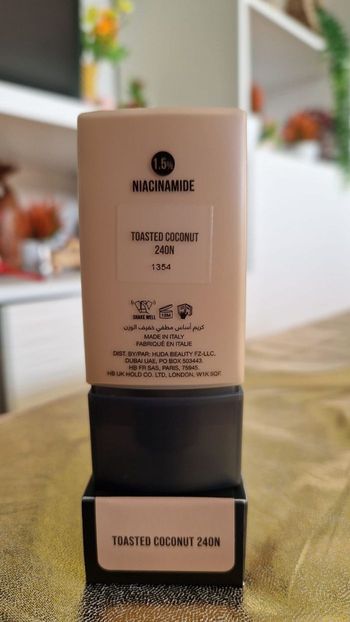 1.5%
NIACINAMIDE
TOASTED COCONUT
240N
1354
SHAKE WELL
كريم أساس مطفي خفيف الوزن
MADE IN ITALY
FABRIQUÉ EN ITALIE
DIST. BY/PAR: HUDA BEAUTY FZ-LLC,
DUBAI UAE, PO BOX 503443.
HB FR SAS, PARIS, 75945.
HB UK HOLD CO. LTD, LONDON, W1K 5QF.
TOASTED COCONUT 240N